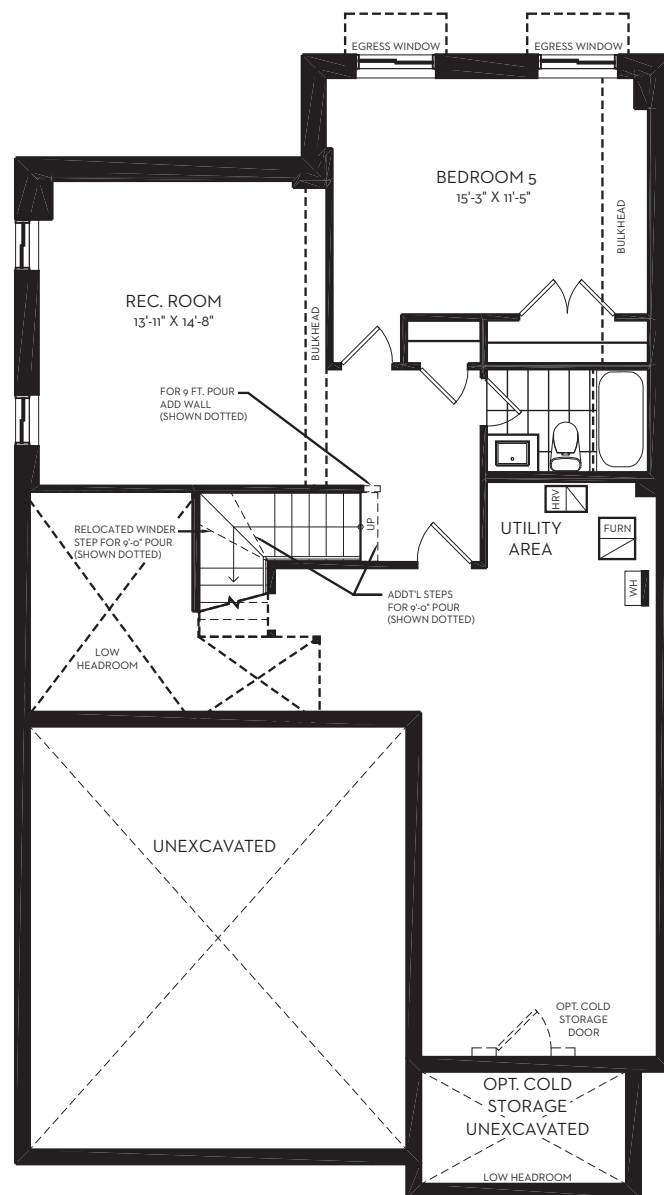 EGRESS WINDOW
EGRESS WINDOW
BEDROOM 5
15'-3" X 11'-5"
BULKHEAD
REC. ROOM
13'-11" X 14'-8"
BULKHEAD
FOR 9 FT. POUR
ADD WALL
(SHOWN DOTTED)
HRV
UTILITY
AREA
FURN
WH
UP
RELOCATED WINDER
STEP FOR 9'-0" POUR
(SHOWN DOTTED)
ADDT'L STEPS
FOR 9'-0" POUR
(SHOWN DOTTED)
LOW
HEADROOM
UNEXCAVATED
OPT. COLD
STORAGE
DOOR
OPT. COLD
STORAGE
UNEXCAVATED
LOW HEADROOM